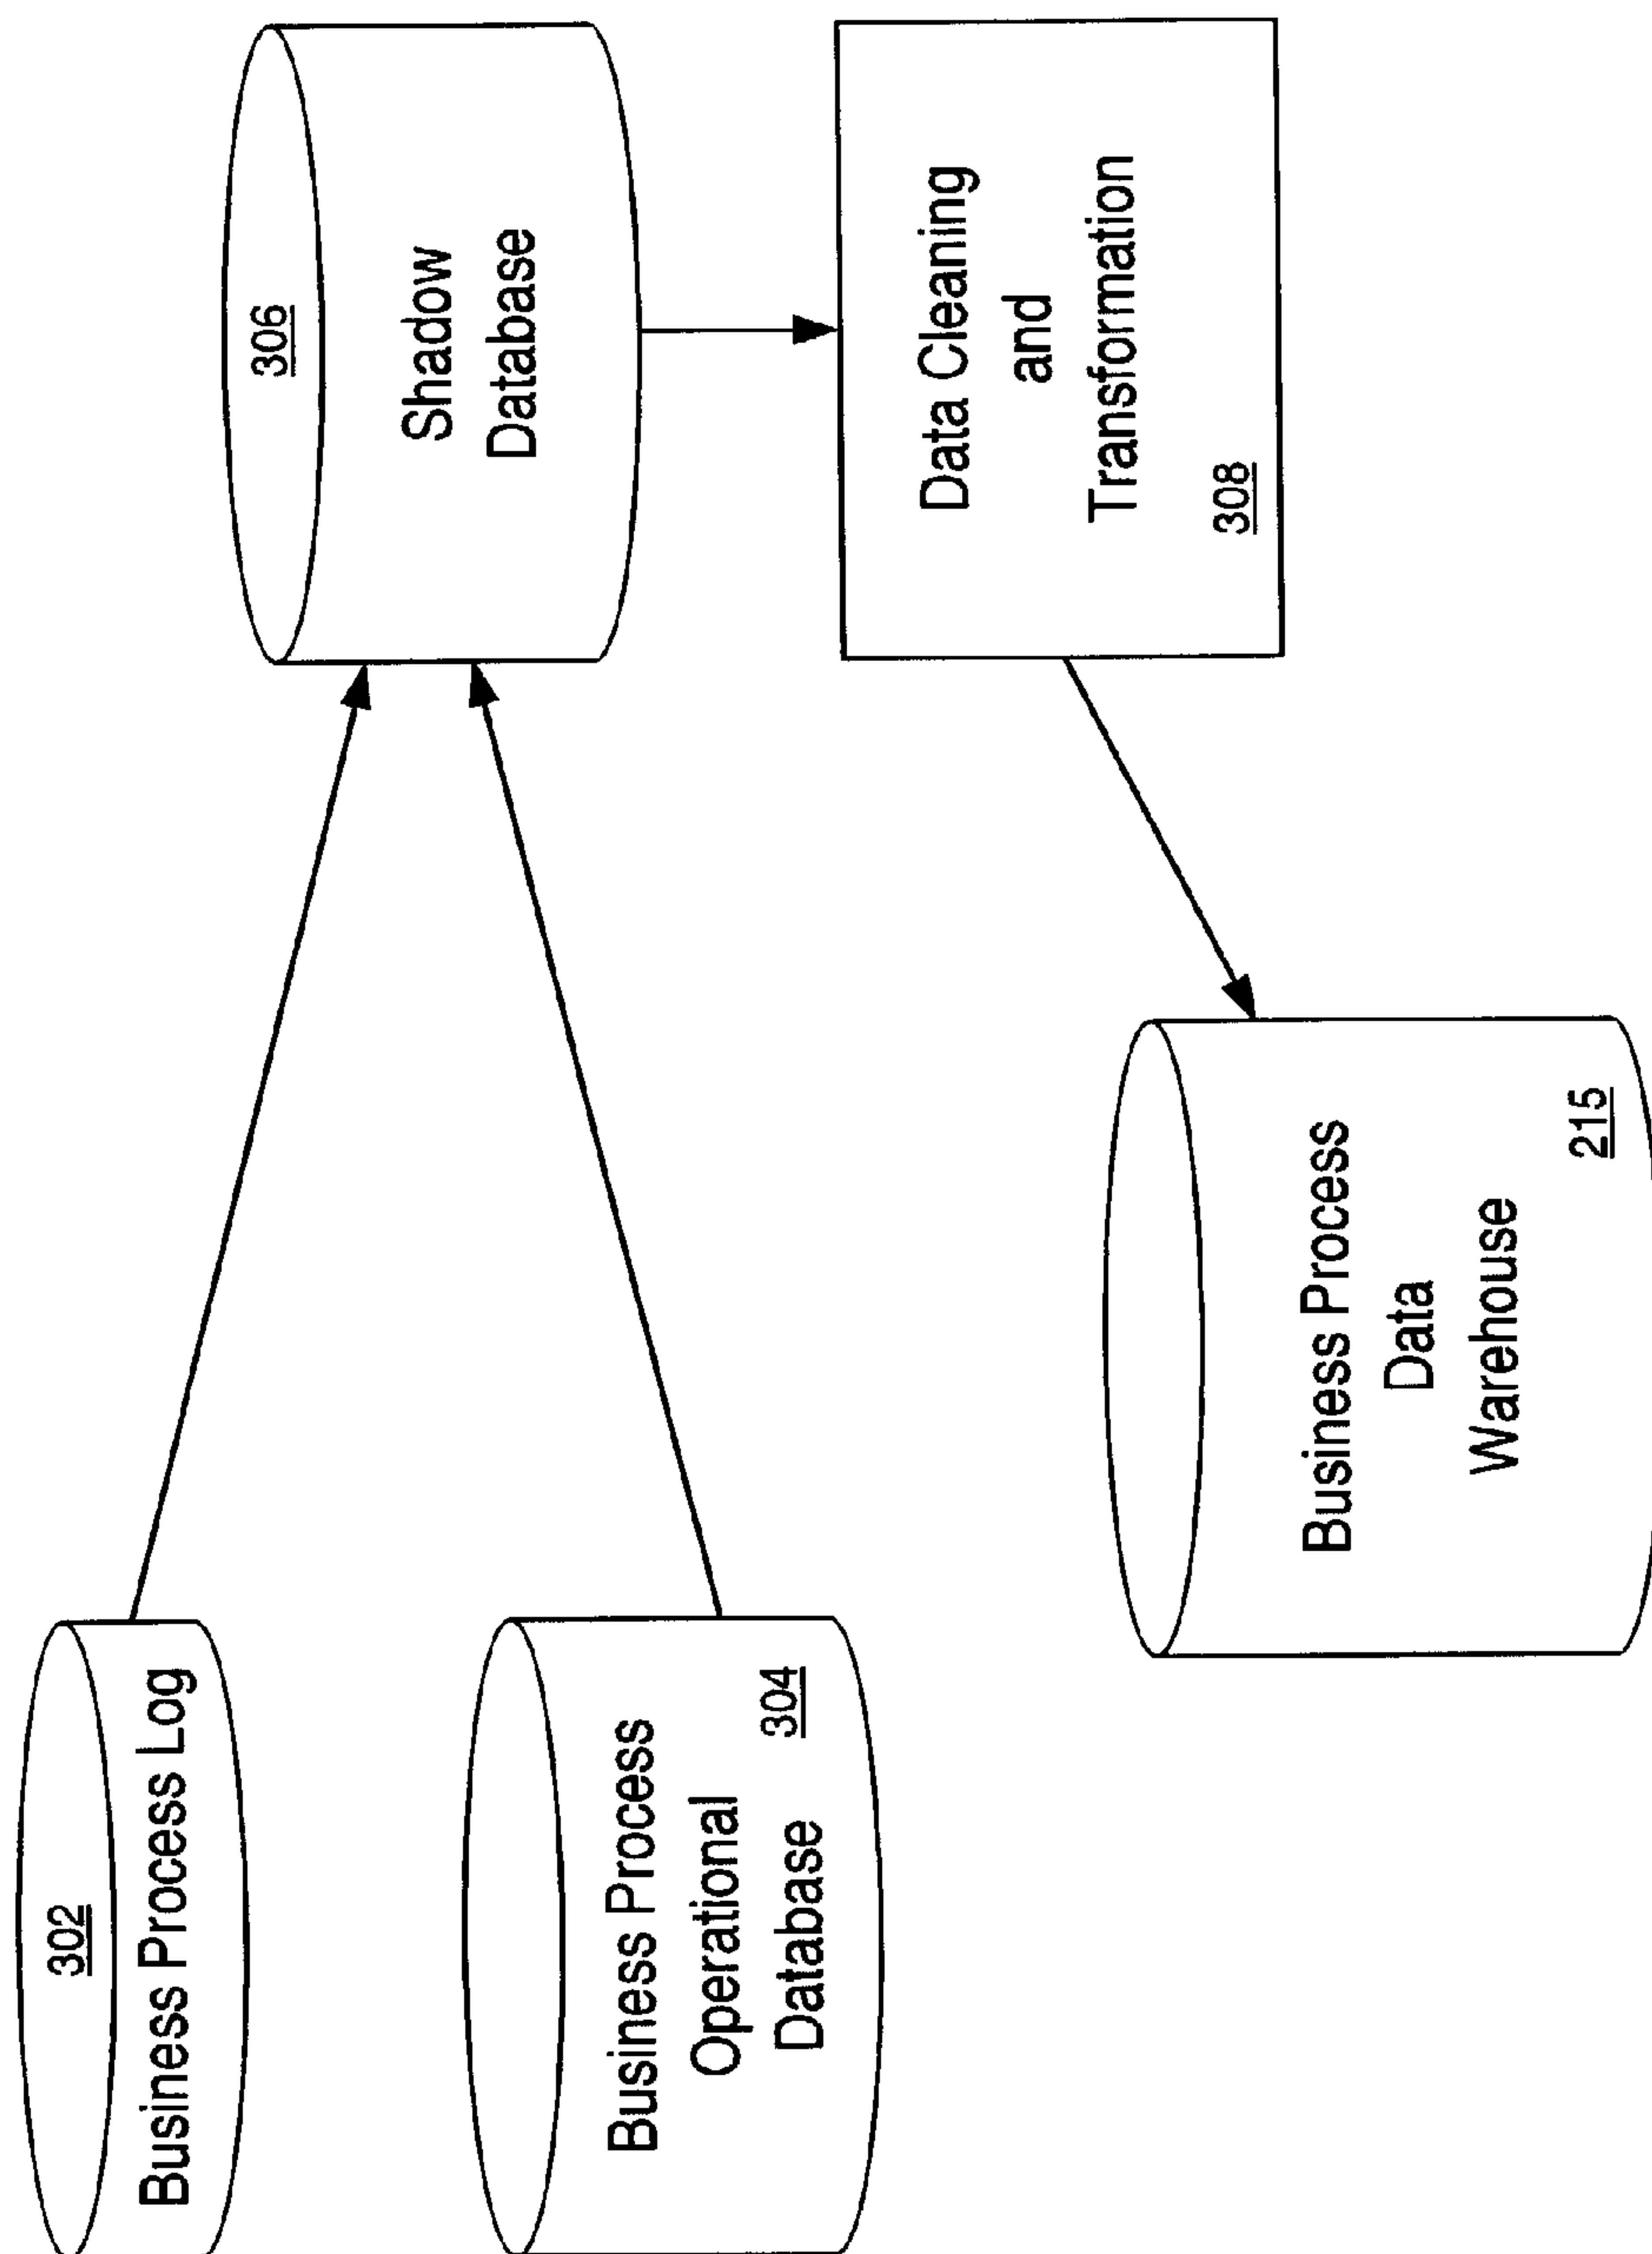 302
Business Process Log
Business Process
Operational
Database
304
306
Shadow
Database
Data Cleaning
and
Transformation
308
Business Process
Data
Warehouse
215